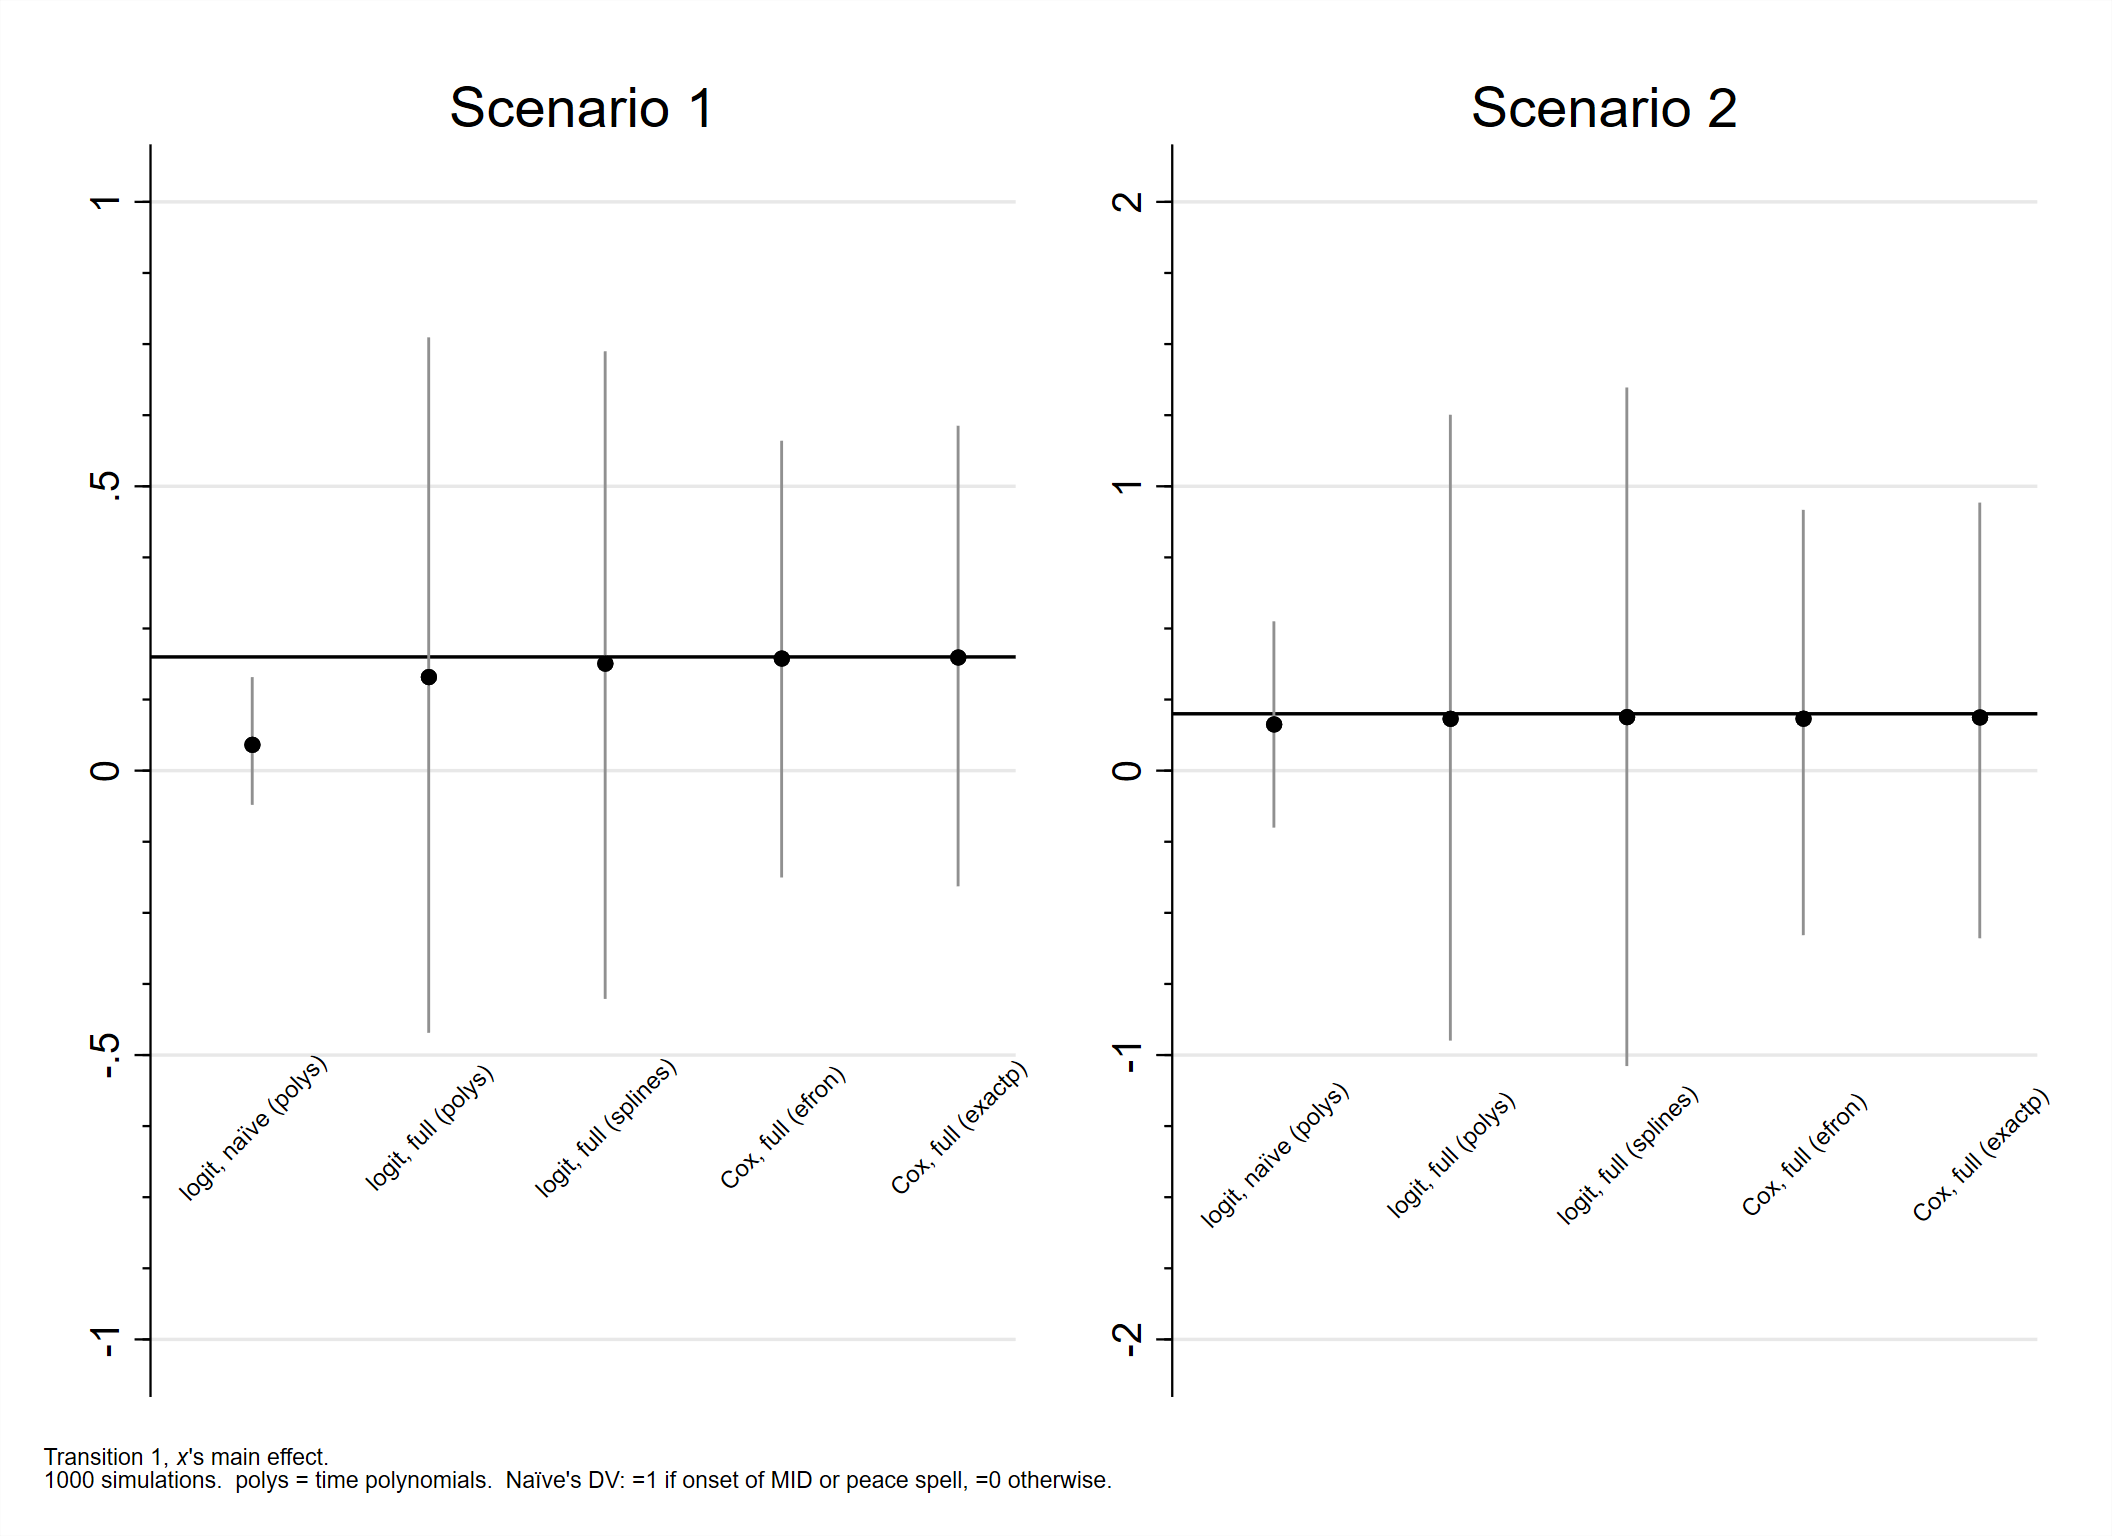 Scenario 1
1
.5
0
-.5
-1
logit, naïve (polys)
logit, full (polys)
logit, full (splines)
Cox, full (efron)
Cox, full (exactp)
Scenario 2
2
1
0
-1
-2
logit, naïve (polys)
logit, full (polys)
logit, full (splines)
Cox, full (efron)
Cox, full (exactp)
Transition 1, x's main effect.
1000 simulations.  polys = time polynomials.  Naïve's DV: =1 if onset of MID or peace spell, =0 otherwise.